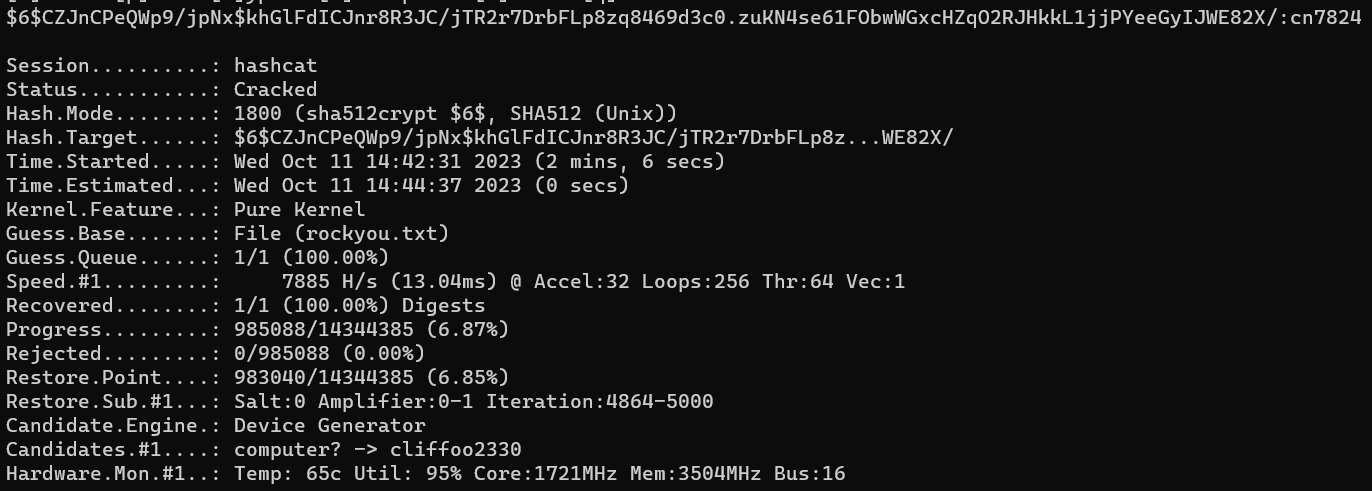 $6$CZJnCPeQWp9/jpNx$khGlFdICJnr8R3JC/jTR2r7DrbFLp8zq8469d3c0.zuKN4se61FObwWGxcHZqO2RJHkkL1jjPYeeGyIJWE82X/:cn7824
Session..........: hashcat
Status...........: Cracked
Hash.Mode........: 1800 (sha512crypt $6$, SHA512 (Unix))
Hash.Target......: $6$CZJnCPeQWp9/jpNx$khGlFdICJnr8R3JC/jTR2r7DrbFLp8z...WE82X/
Time.Started.....: Wed Oct 11 14:42:31 2023 (2 mins, 6 secs)
Time.Estimated...: Wed Oct 11 14:44:37 2023 (0 secs)
Kernel.Feature...: Pure Kernel
Guess.Base.......: File (rockyou.txt)
Guess.Queue......: 1/1 (100.00%)
Speed.#1.........:     7885 H/s (13.04ms) @ Accel:32 Loops:256 Thr:64 Vec:1
Recovered........: 1/1 (100.00%) Digests
Progress.........: 985088/14344385 (6.87%)
Rejected.........: 0/985088 (0.00%)
Restore.Point....: 983040/14344385 (6.85%)
Restore.Sub.#1...: Salt:0 Amplifier:0-1 Iteration:4864-5000
Candidate.Engine.: Device Generator
Candidates.#1....: computer? -> cliffoo2330
Hardware.Mon.#1..: Temp: 65c Util: 95% Core:1721MHz Mem:3504MHz Bus:16